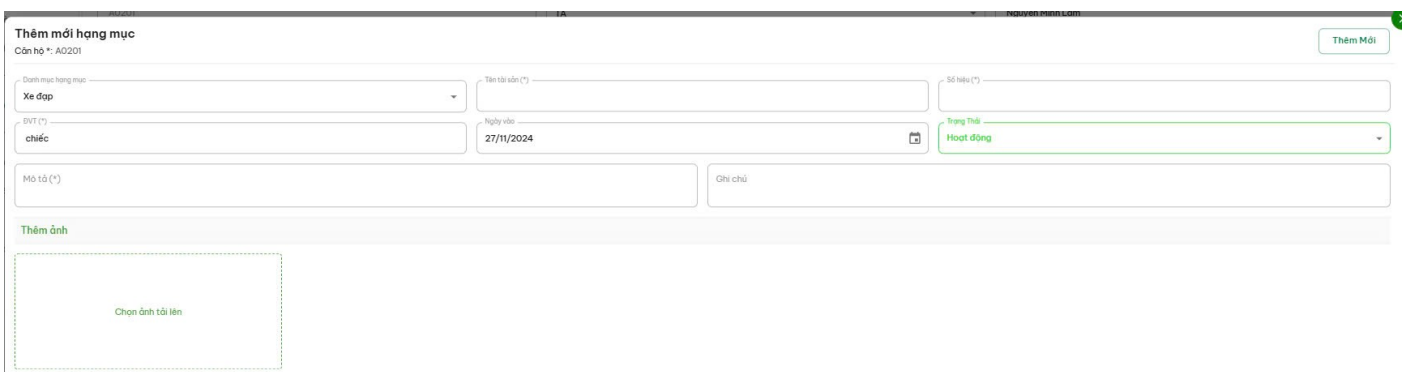 A0201 TA Nguyễn Minh Lâm
Thêm mới hạng mục
Căn hộ *: A0201
Thêm Mới
Danh mục hạng mục Tên tài sản (*) Số hiệu (*)
Xe đạp
ĐVT (*) Ngày vào Trạng Thái
chiếc 27/11/2024 Hoạt động
Mô tả (*) Ghi chú
Thêm ảnh
Chọn ảnh tải lên